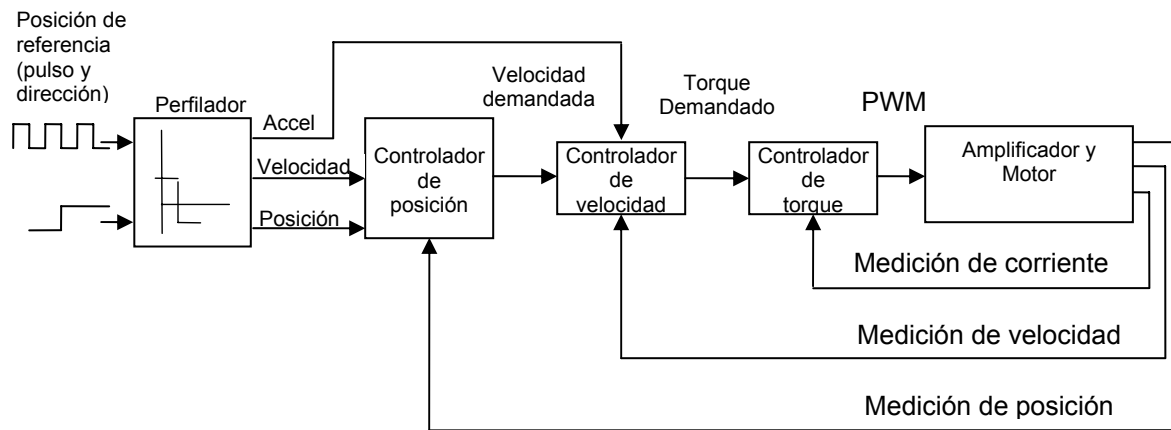 Posición de
referencia
(pulso y
dirección)
Perfilador
Accel
Velocidad
Posición
Controlador
de
posición
Velocidad
demandada
Controlador
de
velocidad
Torque
Demandado
Controlador
de
torque
PWM
Amplificador y
Motor
Medición de corriente
Medición de velocidad
Medición de posición